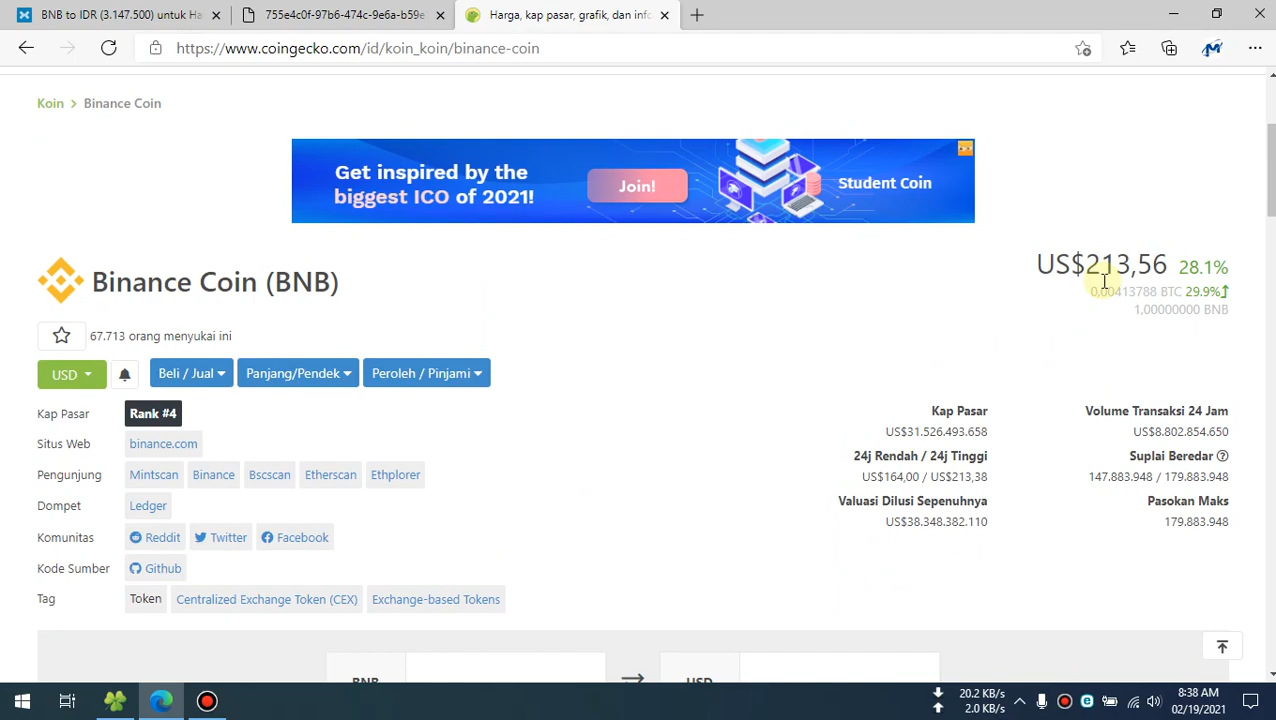 BNB to IDR (3.147.500) untuk Ha
755e4c0f-97b6-474c-9e6a-b59e
Harga, kap pasar, grafik, dan info
https://www.coingecko.com/id/koin_koin/binance-coin
Koin > Binance Coin
Get inspired by the
biggest ICO of 2021!
Join!
Student Coin
Binance Coin (BNB)
US$213,56 28.1%
0,00413788 BTC 29.9%
1,00000000 BNB
67.713 orang menyukai ini
USD
Beli / Jual
Panjang/Pendek
Peroleh / Pinjami
Kap Pasar Rank #4
Situs Web binance.com
Pengunjung Mintscan Binance Bscscan Etherscan Ethplorer
Dompet Ledger
Komunitas Reddit Twitter Facebook
Kode Sumber Github
Tag Token Centralized Exchange Token (CEX) Exchange-based Tokens
Kap Pasar
US$31.526.493.658
24j Rendah / 24j Tinggi
US$164,00 / US$213,38
Valuasi Dilusi Sepenuhnya
US$38.348.382.110
Volume Transaksi 24 Jam
US$8.802.854.650
Suplai Beredar
147.883.948 / 179.883.948
Pasokan Maks
179.883.948
BNB
USD
20.2 KB/s
2.0 KB/s
8:38 AM
02/19/2021